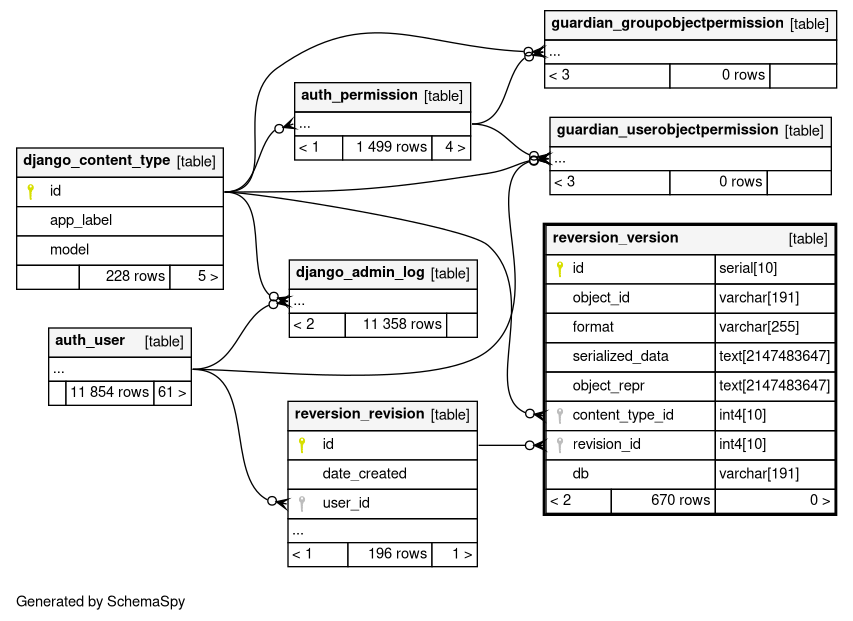 guardian_groupobjectpermission [table]
...
< 3 0 rows
auth_permission [table]
...
< 1 1 499 rows 4 >
guardian_userobjectpermission [table]
...
< 3 0 rows
django_content_type [table]
id
app_label
model
228 rows 5 >
reversion_version [table]
id serial[10]
object_id varchar[191]
format varchar[255]
serialized_data text[2147483647]
object_repr text[2147483647]
content_type_id int4[10]
revision_id int4[10]
db varchar[191]
< 2 670 rows 0 >
django_admin_log [table]
...
< 2 11 358 rows
auth_user [table]
...
11 854 rows 61 >
reversion_revision [table]
id
date_created
user_id
...
< 1 196 rows 1 >
Generated by SchemaSpy